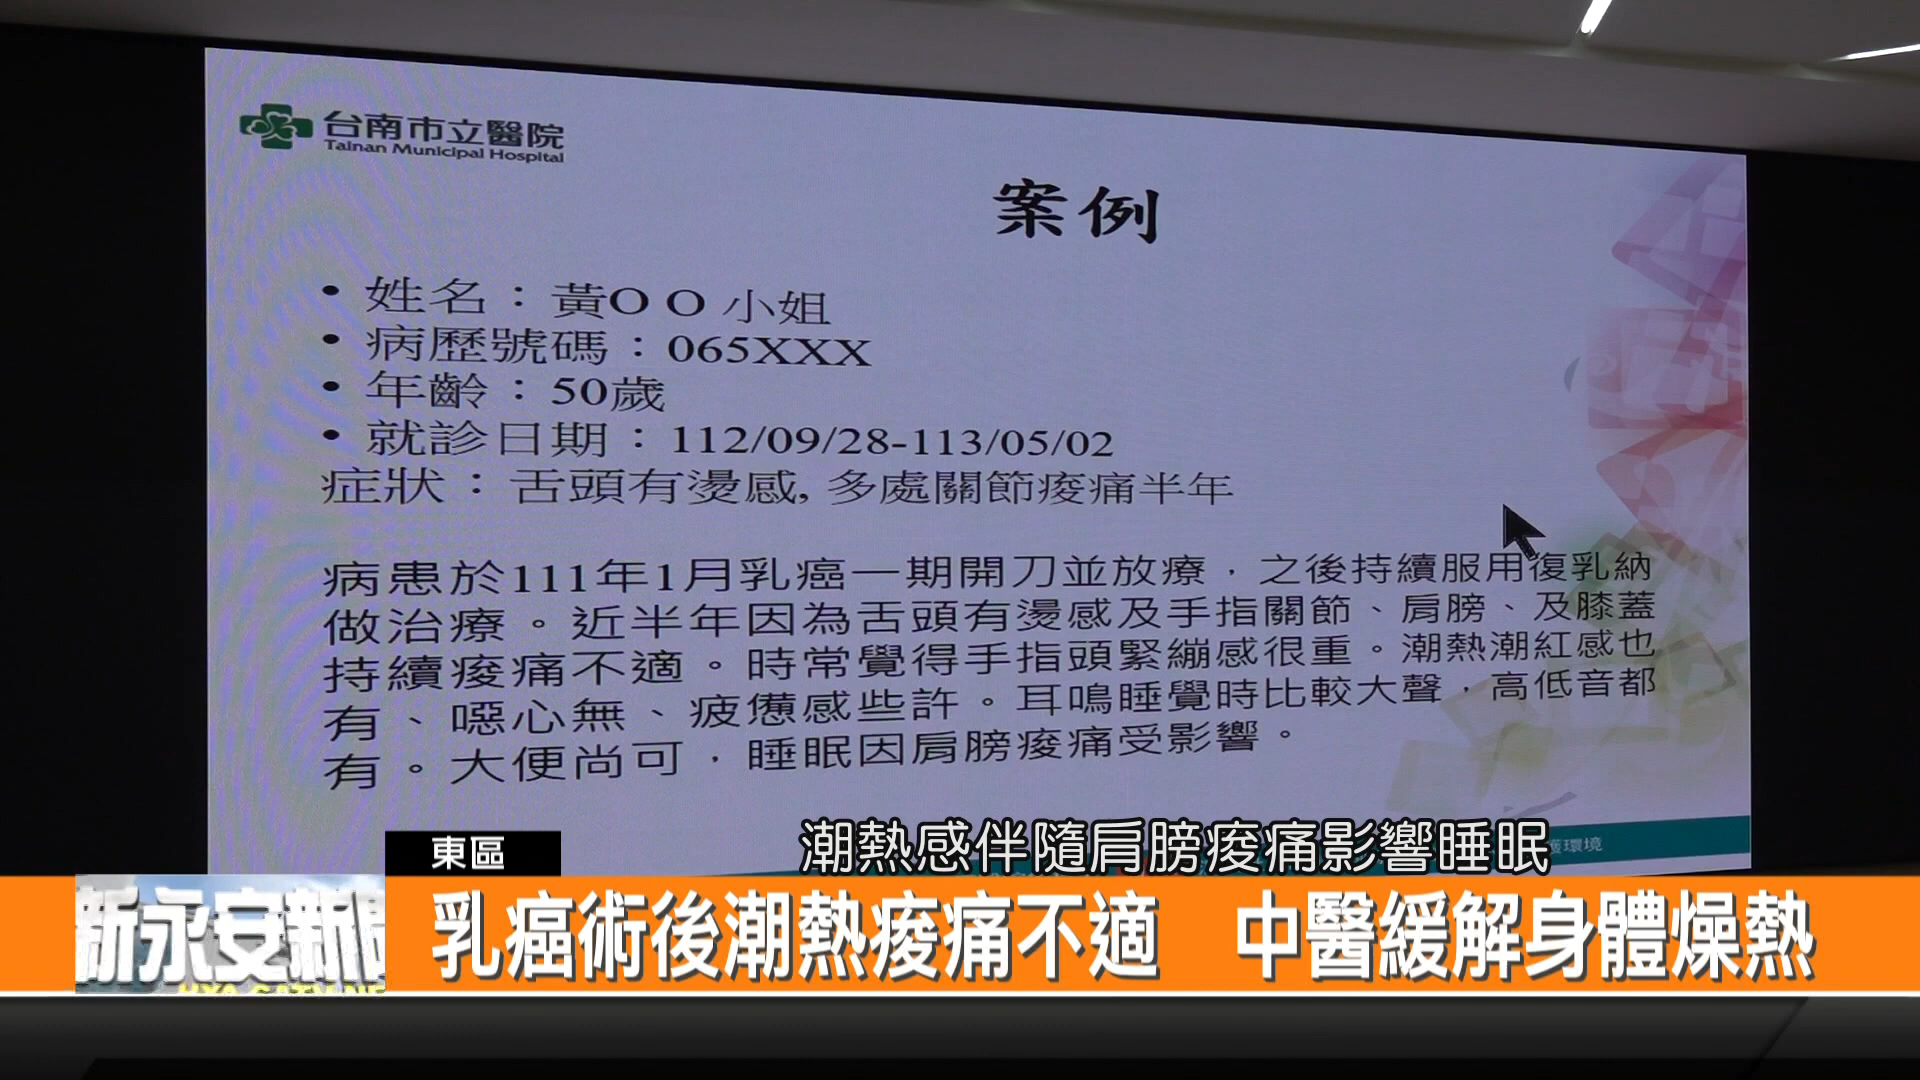 台南市立醫院
Tainan Municipal Hospital
案例
• 姓名：黃O O 小姐
• 病歷號碼：065XXX
• 年齡：50歲
• 就診日期：112/09/28-113/05/02
症狀：舌頭有燙感, 多處關節痠痛半年
病患於111年1月乳癌一期開刀並放療，之後持續服用復乳納
做治療。近半年因為舌頭有燙感及手指關節、肩膀、及膝蓋
持續痠痛不適。時常覺得手指頭緊繃感很重。潮熱潮紅感也
有、噁心無、疲憊感些許。耳鳴睡覺時比較大聲，高低音都
有。大便尚可，睡眠因肩膀痠痛受影響。
護環境
潮熱感伴隨肩膀痠痛影響睡眠
東區
新永安新聞
乳癌術後潮熱痠痛不適 中醫緩解身體燥熱